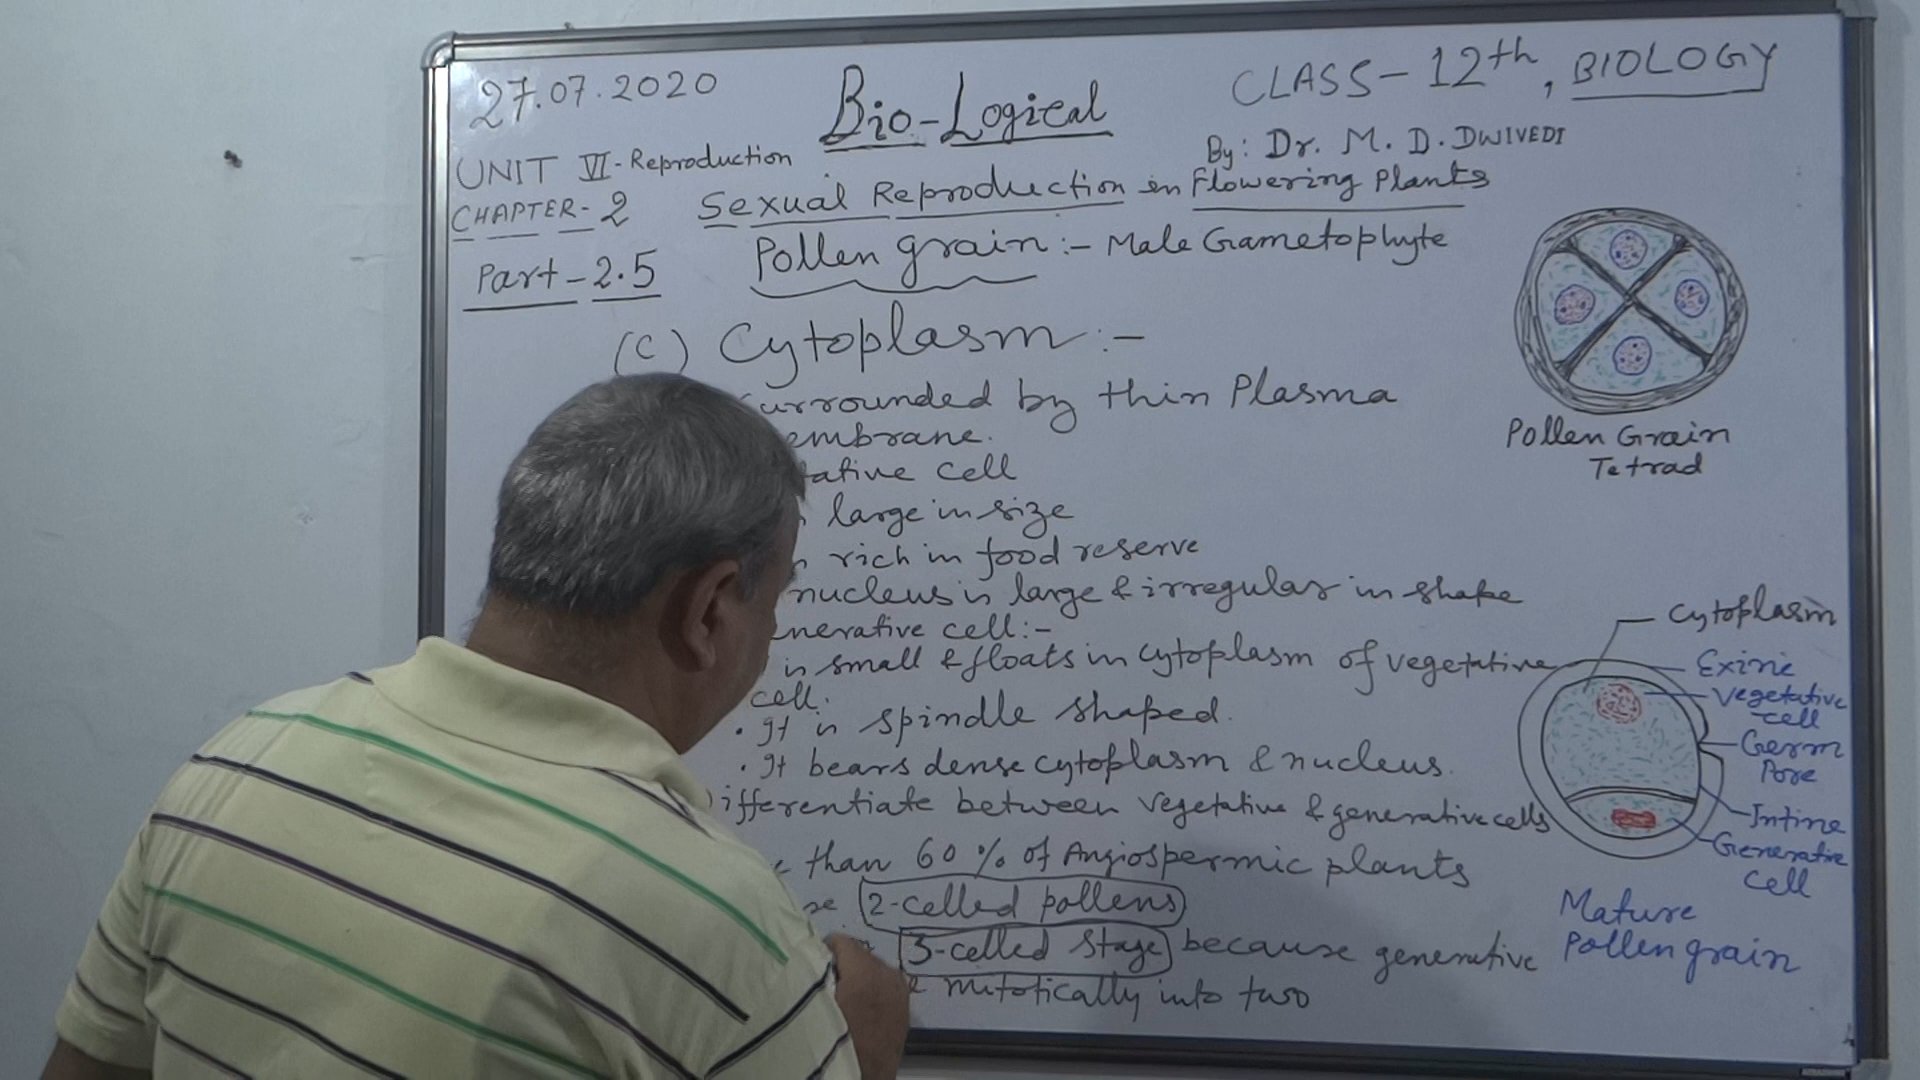 27.07.2020
Bio-Logical
CLASS-12th, BIOLOGY
By: Dr. M. D. DWIVEDI
UNIT VI-Reproduction
CHAPTER-2 Sexual Reproduction in Flowering Plants
Part-2.5 Pollen grain:- Male Gametophyte
(C) Cytoplasm:-
urrounded by thin Plasma
embrane.
tative cell
large in size
rich in food reserve
nucleus is large & irregular in shape
nerative cell:-
is small & floats in cytoplasm of vegetative
cell.
• It is spindle shaped.
• It bears dense cytoplasm & nucleus.
ifferentiate between vegetative & generative cells
than 60% of Angiospermic plants
2-celled pollens
3-celled stage because generative
mitotically into two
Pollen Grain
Tetrad
Cytoplasm
Exine
Vegetative
cell
Germ
Pore
Intine
Generative
cell
Mature
Pollen grain